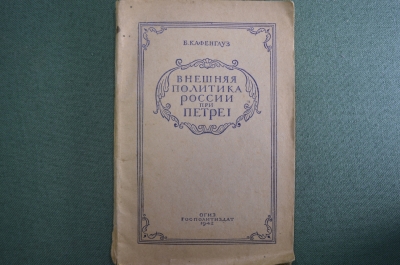 Б. КАФЕНГАУЗ
ВНЕШНЯЯ
ПОЛИТИКА
РОССИИ
ПРИ
ПЕТРЕ I
ОГИЗ
ГОСПОЛИТИЗДАТ
1942